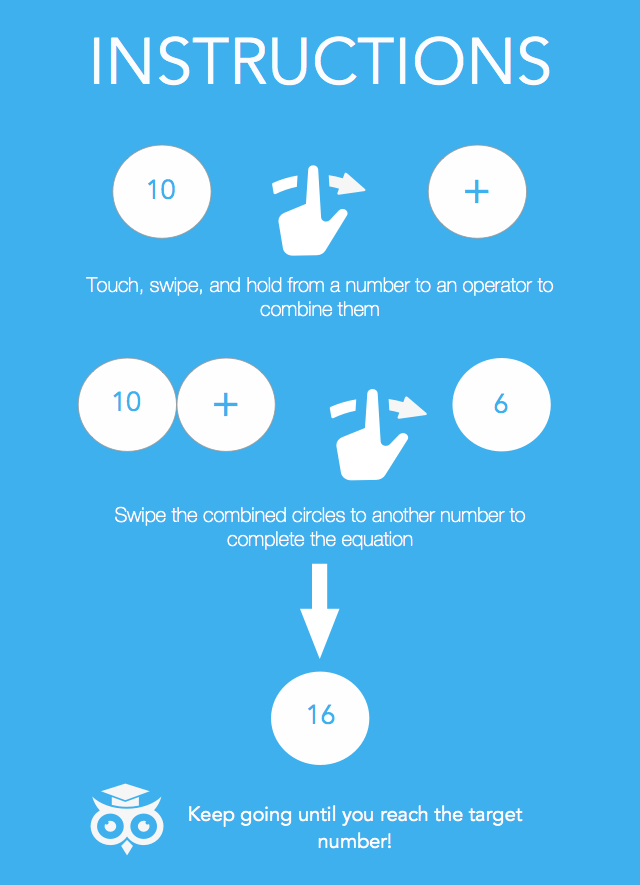 INSTRUCTIONS
10 +
Touch, swipe, and hold from a number to an operator to
combine them
10 + 6
Swipe the combined circles to another number to
complete the equation
16
Keep going until you reach the target
number!